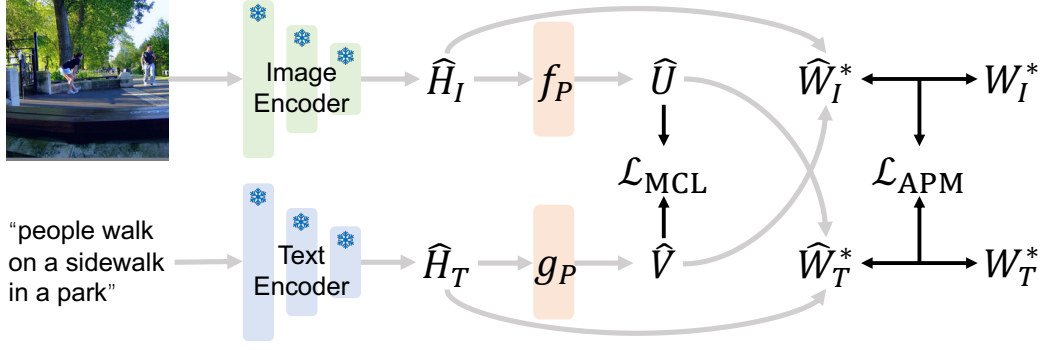 Image
Encoder
Ĥ_I
f_P
Û
Ŵ_I^*
W_I^*
ℒ_MCL
ℒ_APM
"people walk
on a sidewalk
in a park"
Text
Encoder
Ĥ_T
g_P
V̂
Ŵ_T^*
W_T^*